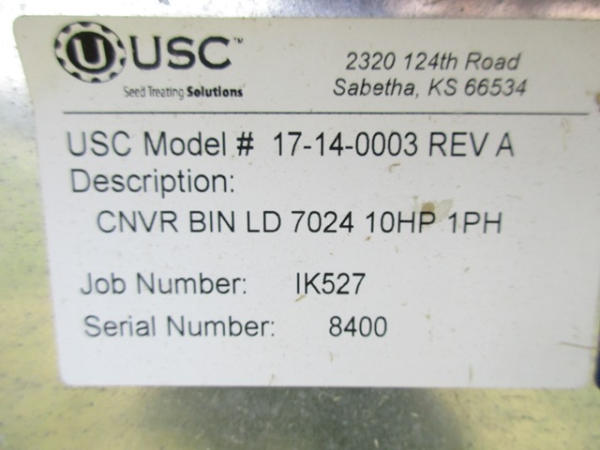 U USC™
Seed Treating Solutions
2320 124th Road
Sabetha, KS 66534
USC Model # 17-14-0003 REV A
Description:
CNVR BIN LD 7024 10HP 1PH
Job Number: IK527
Serial Number: 8400